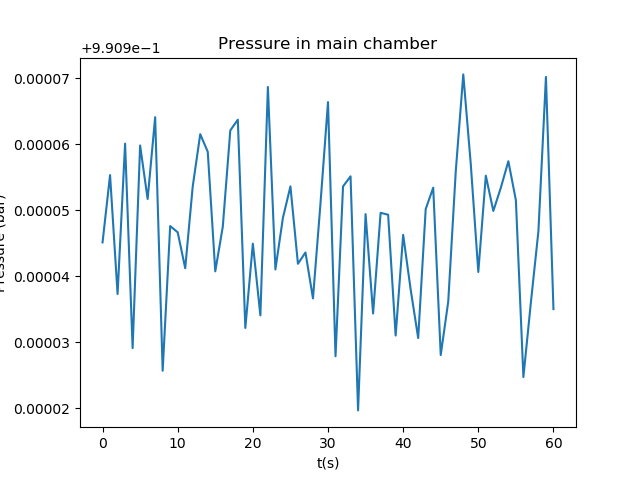 Pressure in main chamber
+9.909e−1
0.00007
0.00006
0.00005
0.00004
0.00003
0.00002
Pressure (bar)
0 10 20 30 40 50 60
t(s)